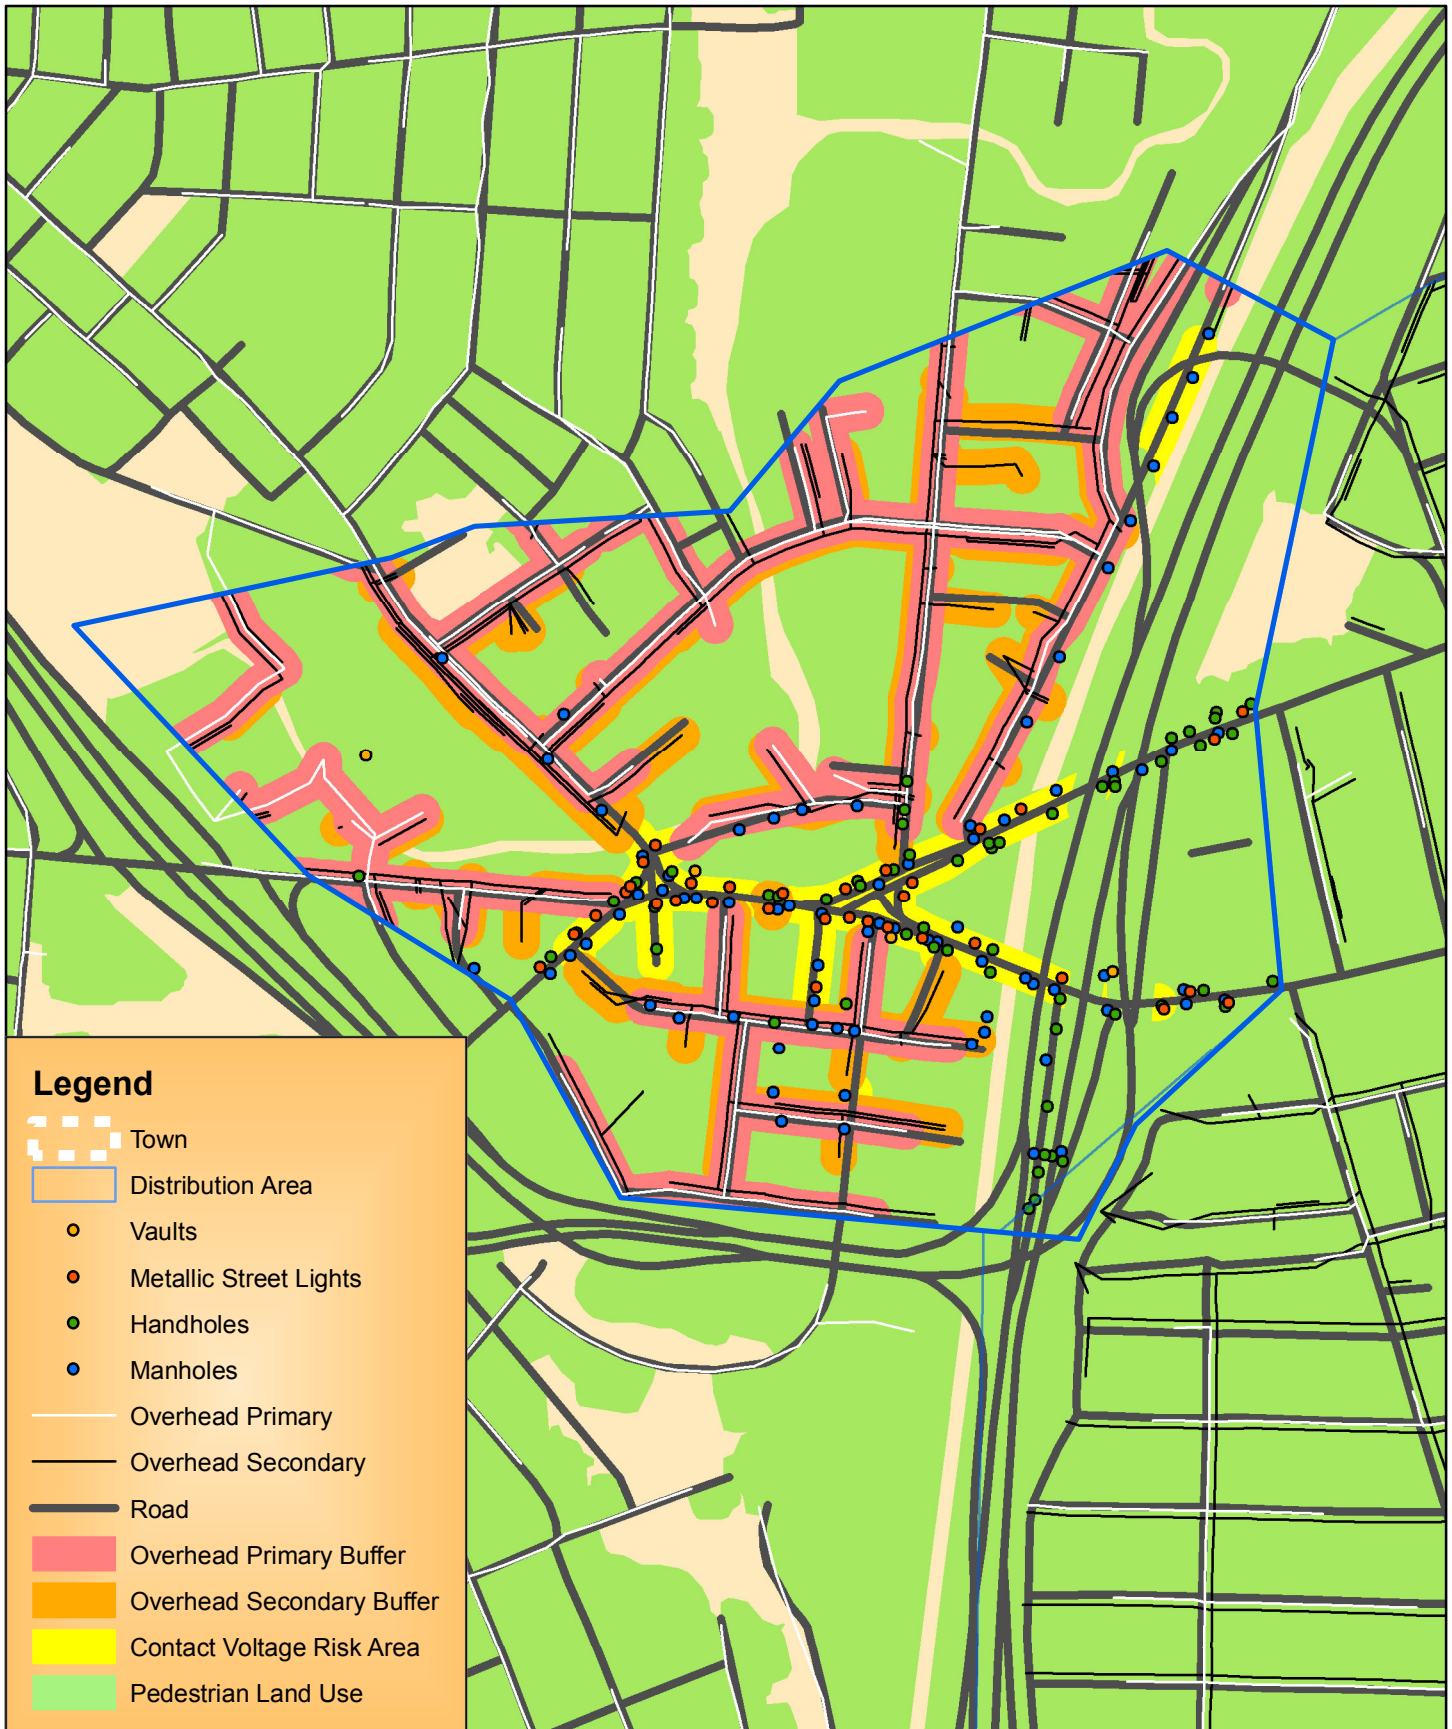 Legend
Town
Distribution Area
Vaults
Metallic Street Lights
Handholes
Manholes
Overhead Primary
Overhead Secondary
Road
Overhead Primary Buffer
Overhead Secondary Buffer
Contact Voltage Risk Area
Pedestrian Land Use